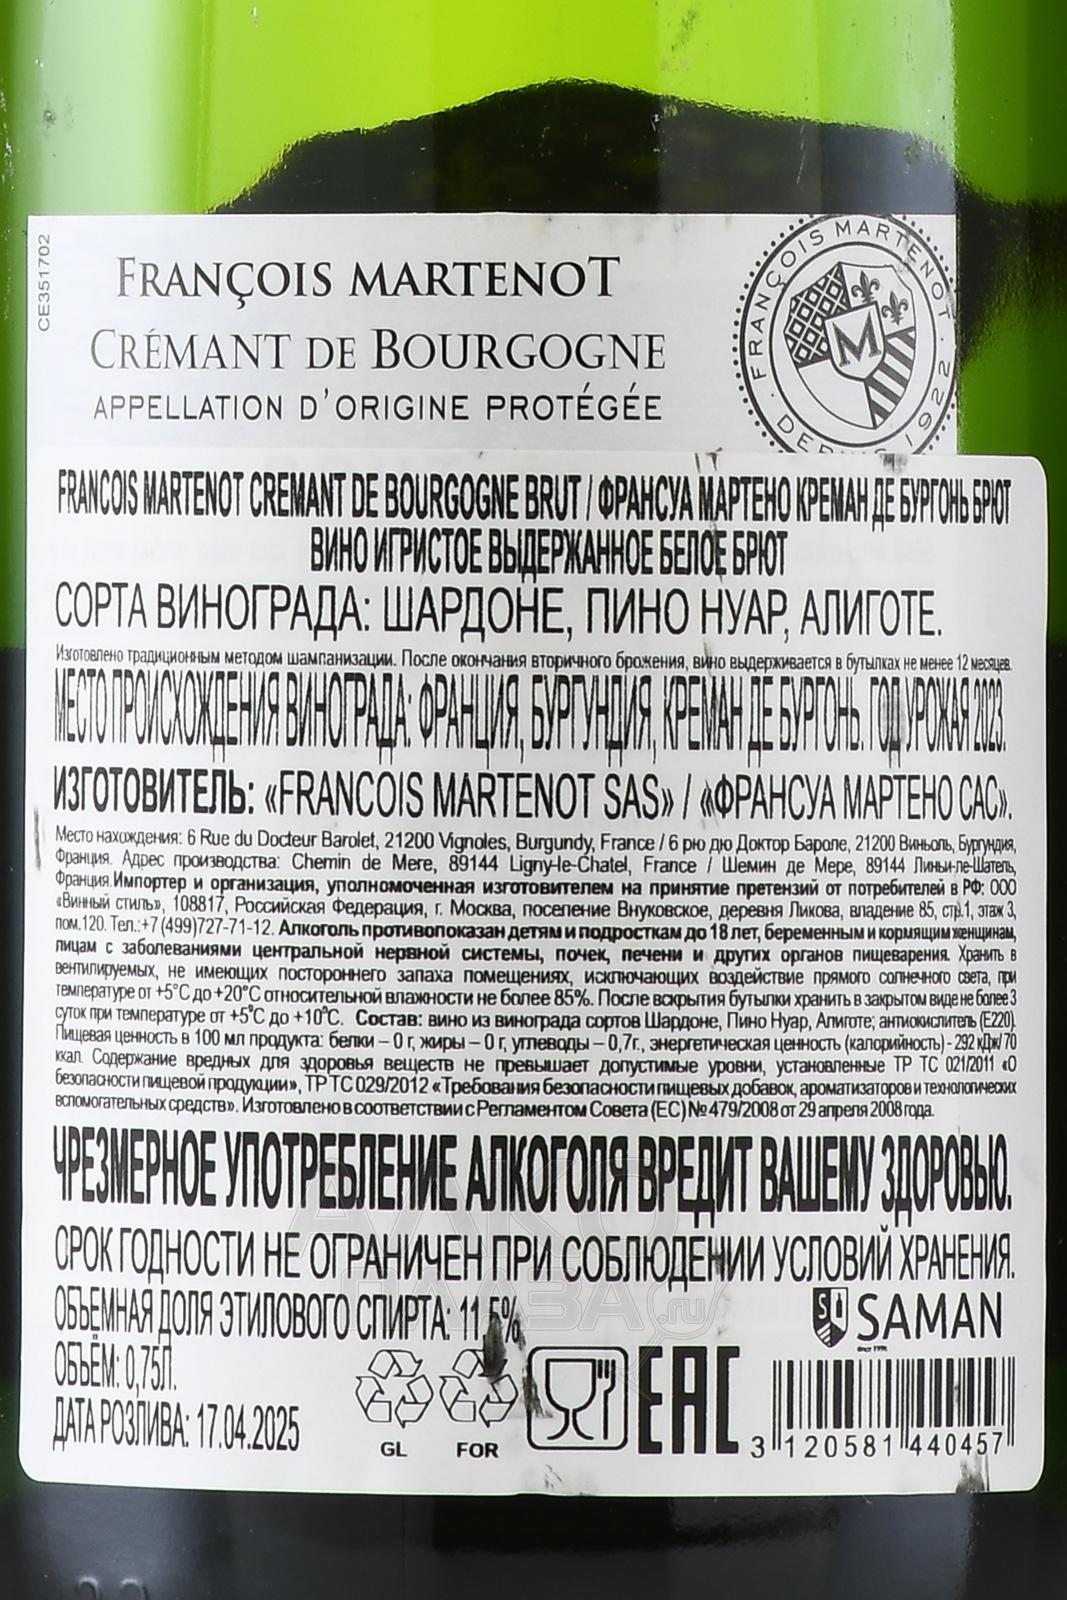 CE351702
FRANÇOIS MARTENOT
CRÉMANT DE BOURGOGNE
APPELLATION D'ORIGINE PROTÉGÉE
FRANÇOIS MARTENOT · DEPUIS 1922 ·
M
FRANCOIS MARTENOT CREMANT DE BOURGOGNE BRUT / ФРАНСУА МАРТЕНО КРЕМАН ДЕ БУРГОНЬ БРЮТ
ВИНО ИГРИСТОЕ ВЫДЕРЖАННОЕ БЕЛОЕ БРЮТ
СОРТА ВИНОГРАДА: ШАРДОНЕ, ПИНО НУАР, АЛИГОТЕ.
Изготовлено традиционным методом шампанизации. После окончания вторичного брожения, вино выдерживается в бутылках не менее 12 месяцев.
МЕСТО ПРОИСХОЖДЕНИЯ ВИНОГРАДА: ФРАНЦИЯ, БУРГУНДИЯ, КРЕМАН ДЕ БУРГОНЬ. ГОД УРОЖАЯ 2023.
ИЗГОТОВИТЕЛЬ: «FRANCOIS MARTENOT SAS» / «ФРАНСУА МАРТЕНО САС».
Место нахождения: 6 Rue du Docteur Barolet, 21200 Vignoles, Burgundy, France / 6 рю дю Доктор Бароле, 21200 Виньоль, Бургундия,
Франция. Адрес производства: Chemin de Mere, 89144 Ligny-le-Chatel, France / Шемин де Мере, 89144 Линьи-ле-Шатель,
Франция. Импортер и организация, уполномоченная изготовителем на принятие претензий от потребителей в РФ: ООО
«Винный стиль», 108817, Российская Федерация, г. Москва, поселение Внуковское, деревня Ликова, владение 85, стр.1, этаж 3,
пом.120. Тел.:+7 (499)727-71-12. Алкоголь противопоказан детям и подросткам до 18 лет, беременным и кормящим женщинам,
лицам с заболеваниями центральной нервной системы, почек, печени и других органов пищеварения. Хранить в
вентилируемых, не имеющих постороннего запаха помещениях, исключающих воздействие прямого солнечного света, при
температуре от +5°С до +20°С относительной влажности не более 85%. После вскрытия бутылки хранить в закрытом виде не более 3
суток при температуре от +5°С до +10°С. Состав: вино из винограда сортов Шардоне, Пино Нуар, Алиготе; антиокислитель (Е220).
Пищевая ценность в 100 мл продукта: белки – 0 г, жиры – 0 г, углеводы – 0,7г., энергетическая ценность (калорийность) - 292 кДж/ 70
ккал. Содержание вредных для здоровья веществ не превышает допустимые уровни, установленные ТР ТС 021/2011 «О
безопасности пищевой продукции», ТР ТС 029/2012 «Требования безопасности пищевых добавок, ароматизаторов и технологических
вспомогательных средств». Изготовлено в соответствии с Регламентом Совета (ЕС) № 479/2008 от 29 апреля 2008 года.
ЧРЕЗМЕРНОЕ УПОТРЕБЛЕНИЕ АЛКОГОЛЯ ВРЕДИТ ВАШЕМУ ЗДОРОВЬЮ.
СРОК ГОДНОСТИ НЕ ОГРАНИЧЕН ПРИ СОБЛЮДЕНИИ УСЛОВИЙ ХРАНЕНИЯ.
ОБЪЕМНАЯ ДОЛЯ ЭТИЛОВОГО СПИРТА: 11,5%
SAMAN
since 1991
ОБЪЁМ: 0,75Л.
ДАТА РОЗЛИВА: 17.04.2025
GL
FOR
EAC
3 120581 440457
АЛКО
ПЛАЗА.ru